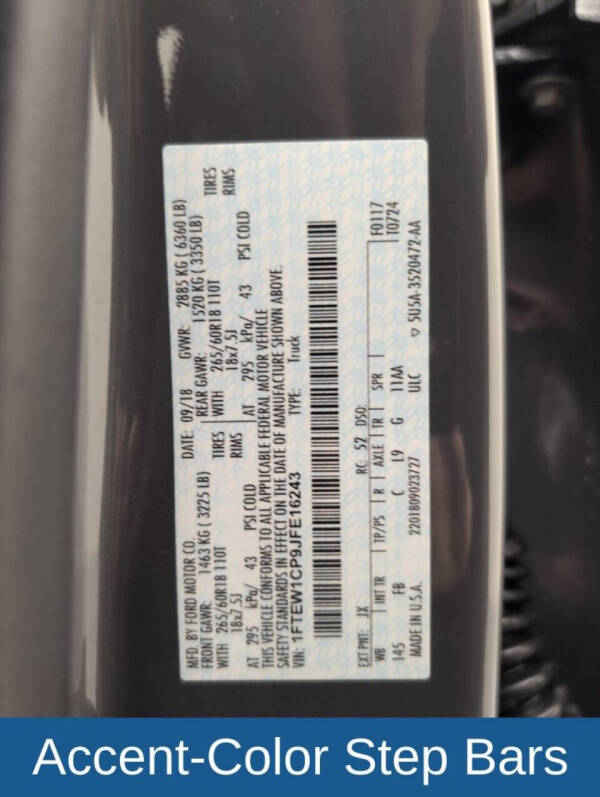 MFD. BY FORD MOTOR CO. DATE: 09/18 GVWR: 2885 KG ( 6360 LB)
FRONT GAWR: 1463 KG ( 3225 LB) REAR GAWR: 1520 KG ( 3350 LB)
WITH 265/60R18 110T TIRES WITH 265/60R18 110T TIRES
18x7.5J RIMS 18x7.5J RIMS
AT 295 kPa/ 43 PSI COLD AT 295 kPa/ 43 PSI COLD
THIS VEHICLE CONFORMS TO ALL APPLICABLE FEDERAL MOTOR VEHICLE
SAFETY STANDARDS IN EFFECT ON THE DATE OF MANUFACTURE SHOWN ABOVE.
VIN: 1FTEW1CP9JFE16243 TYPE: Truck
EXT PNT: JX RC: 52 DSO: F0117
WB INT TR TP/PS R AXLE TR SPR T0724
145 FB C L9 G 11AA
MADE IN U.S.A. 2201809023727 ULC ▽ 5U5A-3520472-AA
Accent-Color Step Bars